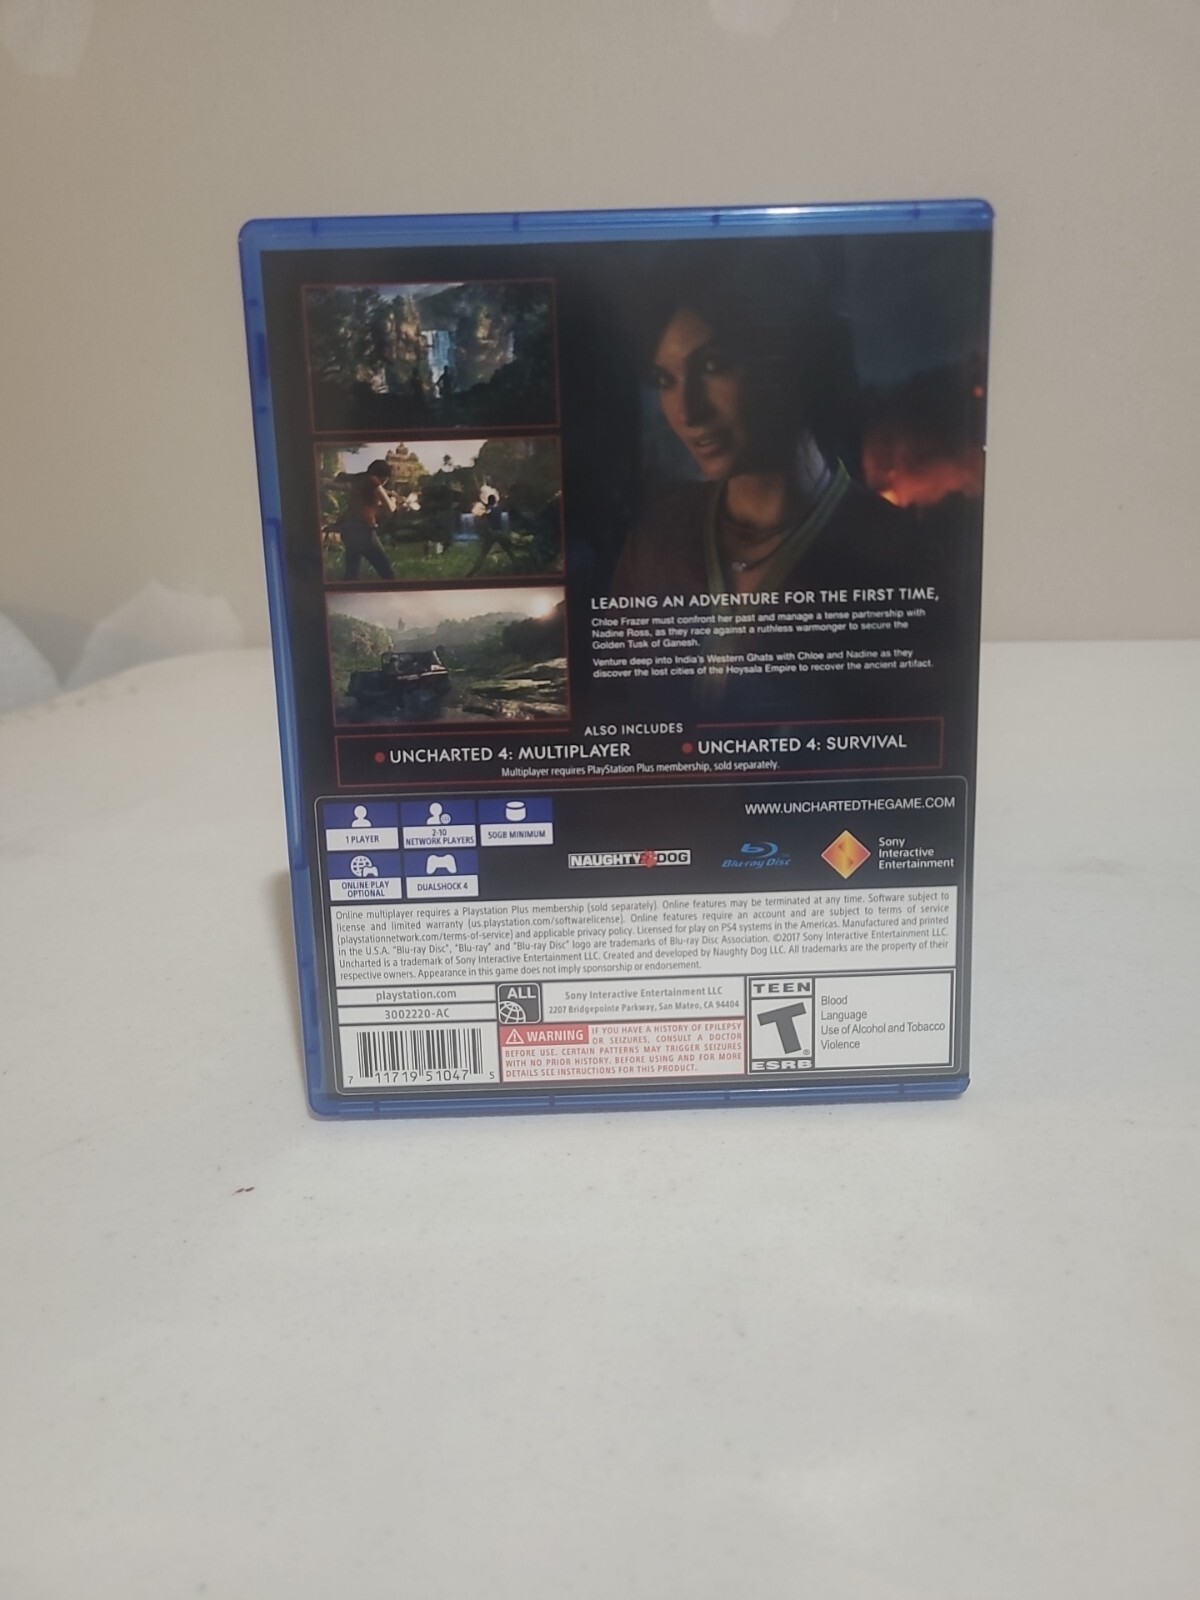 LEADING AN ADVENTURE FOR THE FIRST TIME,
Chloe Frazer must confront her past and manage a tense partnership with
Nadine Ross, as they race against a ruthless warmonger to secure the
Golden Tusk of Ganesh.
Venture deep into India's Western Ghats with Chloe and Nadine as they
discover the lost cities of the Hoysala Empire to recover the ancient artifact.
ALSO INCLUDES
UNCHARTED 4: MULTIPLAYER
UNCHARTED 4: SURVIVAL
Multiplayer requires PlayStation Plus membership, sold separately.
WWW.UNCHARTEDTHEGAME.COM
1 PLAYER
2-10
NETWORK PLAYERS
50GB MINIMUM
ONLINE PLAY
OPTIONAL
DUALSHOCK 4
NAUGHTY DOG
Blu-ray Disc
Sony
Interactive
Entertainment
Online multiplayer requires a Playstation Plus membership (sold separately). Online features may be terminated at any time. Software subject to
license and limited warranty (us.playstation.com/softwarelicense). Online features require an account and are subject to terms of service
(playstationnetwork.com/terms-of-service) and applicable privacy policy. Licensed for play on PS4 systems in the Americas. Manufactured and printed
in the U.S.A. "Blu-ray Disc", "Blu-ray" and "Blu-ray Disc" logo are trademarks of Blu-ray Disc Association. ©2017 Sony Interactive Entertainment LLC.
Uncharted is a trademark of Sony Interactive Entertainment LLC. Created and developed by Naughty Dog LLC. All trademarks are the property of their
respective owners. Appearance in this game does not imply sponsorship or endorsement.
playstation.com
3002220-AC
ALL
Sony Interactive Entertainment LLC
2207 Bridgepointe Parkway, San Mateo, CA 94404
7 11719 51047 5
WARNING IF YOU HAVE A HISTORY OF EPILEPSY
OR SEIZURES, CONSULT A DOCTOR
BEFORE USE. CERTAIN PATTERNS MAY TRIGGER SEIZURES
WITH NO PRIOR HISTORY. BEFORE USING AND FOR MORE
DETAILS SEE INSTRUCTIONS FOR THIS PRODUCT.
TEEN
T
ESRB
Blood
Language
Use of Alcohol and Tobacco
Violence